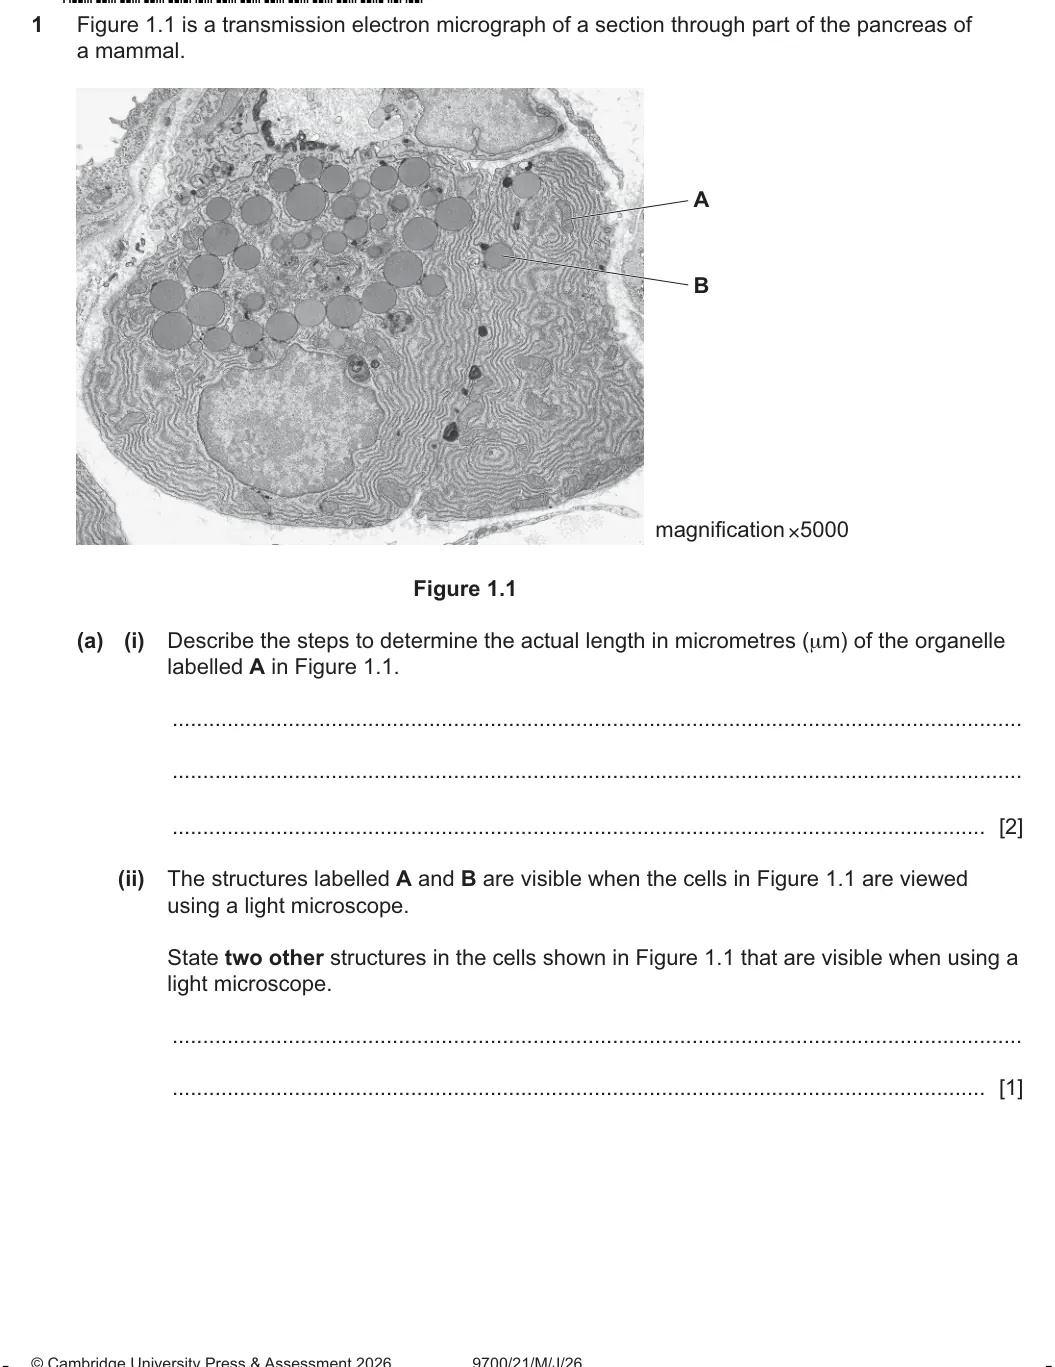 1 Figure 1.1 is a transmission electron micrograph of a section through part of the pancreas of
a mammal.
A
B
magnification ×5000
Figure 1.1
(a) (i) Describe the steps to determine the actual length in micrometres (μm) of the organelle
labelled A in Figure 1.1.
[2]
(ii) The structures labelled A and B are visible when the cells in Figure 1.1 are viewed
using a light microscope.
State two other structures in the cells shown in Figure 1.1 that are visible when using a
light microscope.
[1]
© Cambridge University Press & Assessment 2026 9700/21/M/J/26